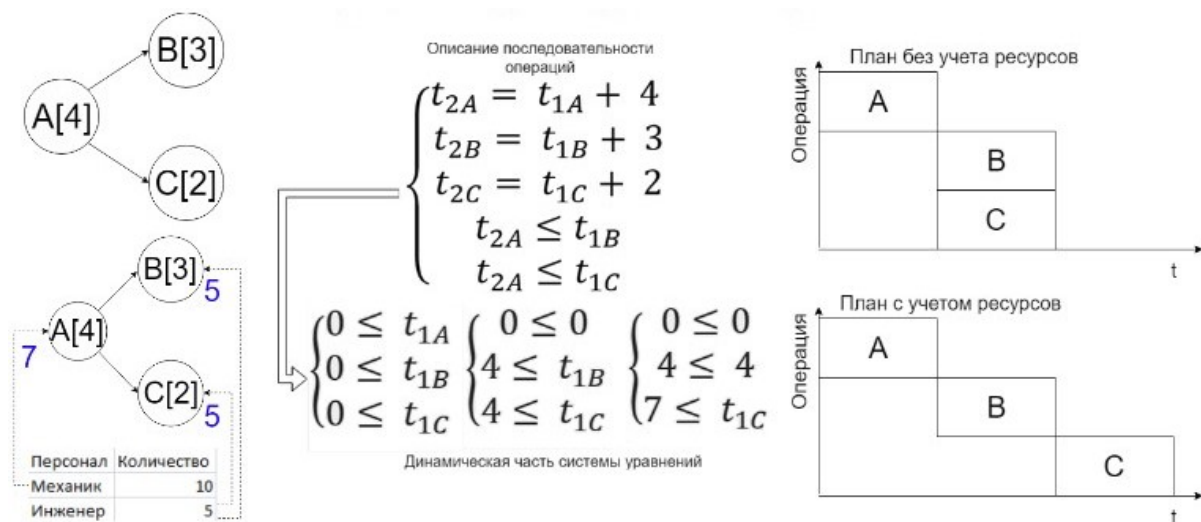 B[3]
A[4]
C[2]
B[3]
5
A[4]
7
C[2]
5
Персонал Количество
Механик 10
Инженер 5
Описание последовательности
операций
t₂A = t₁A + 4
t₂B = t₁B + 3
t₂C = t₁C + 2
t₂A ≤ t₁B
t₂A ≤ t₁C
0 ≤ t₁A 0 ≤ 0 0 ≤ 0
0 ≤ t₁B 4 ≤ t₁B 4 ≤ 4
0 ≤ t₁C 4 ≤ t₁C 7 ≤ t₁C
Динамическая часть системы уравнений
План без учета ресурсов
Операция
A
B
C
t
План с учетом ресурсов
Операция
A
B
C
t